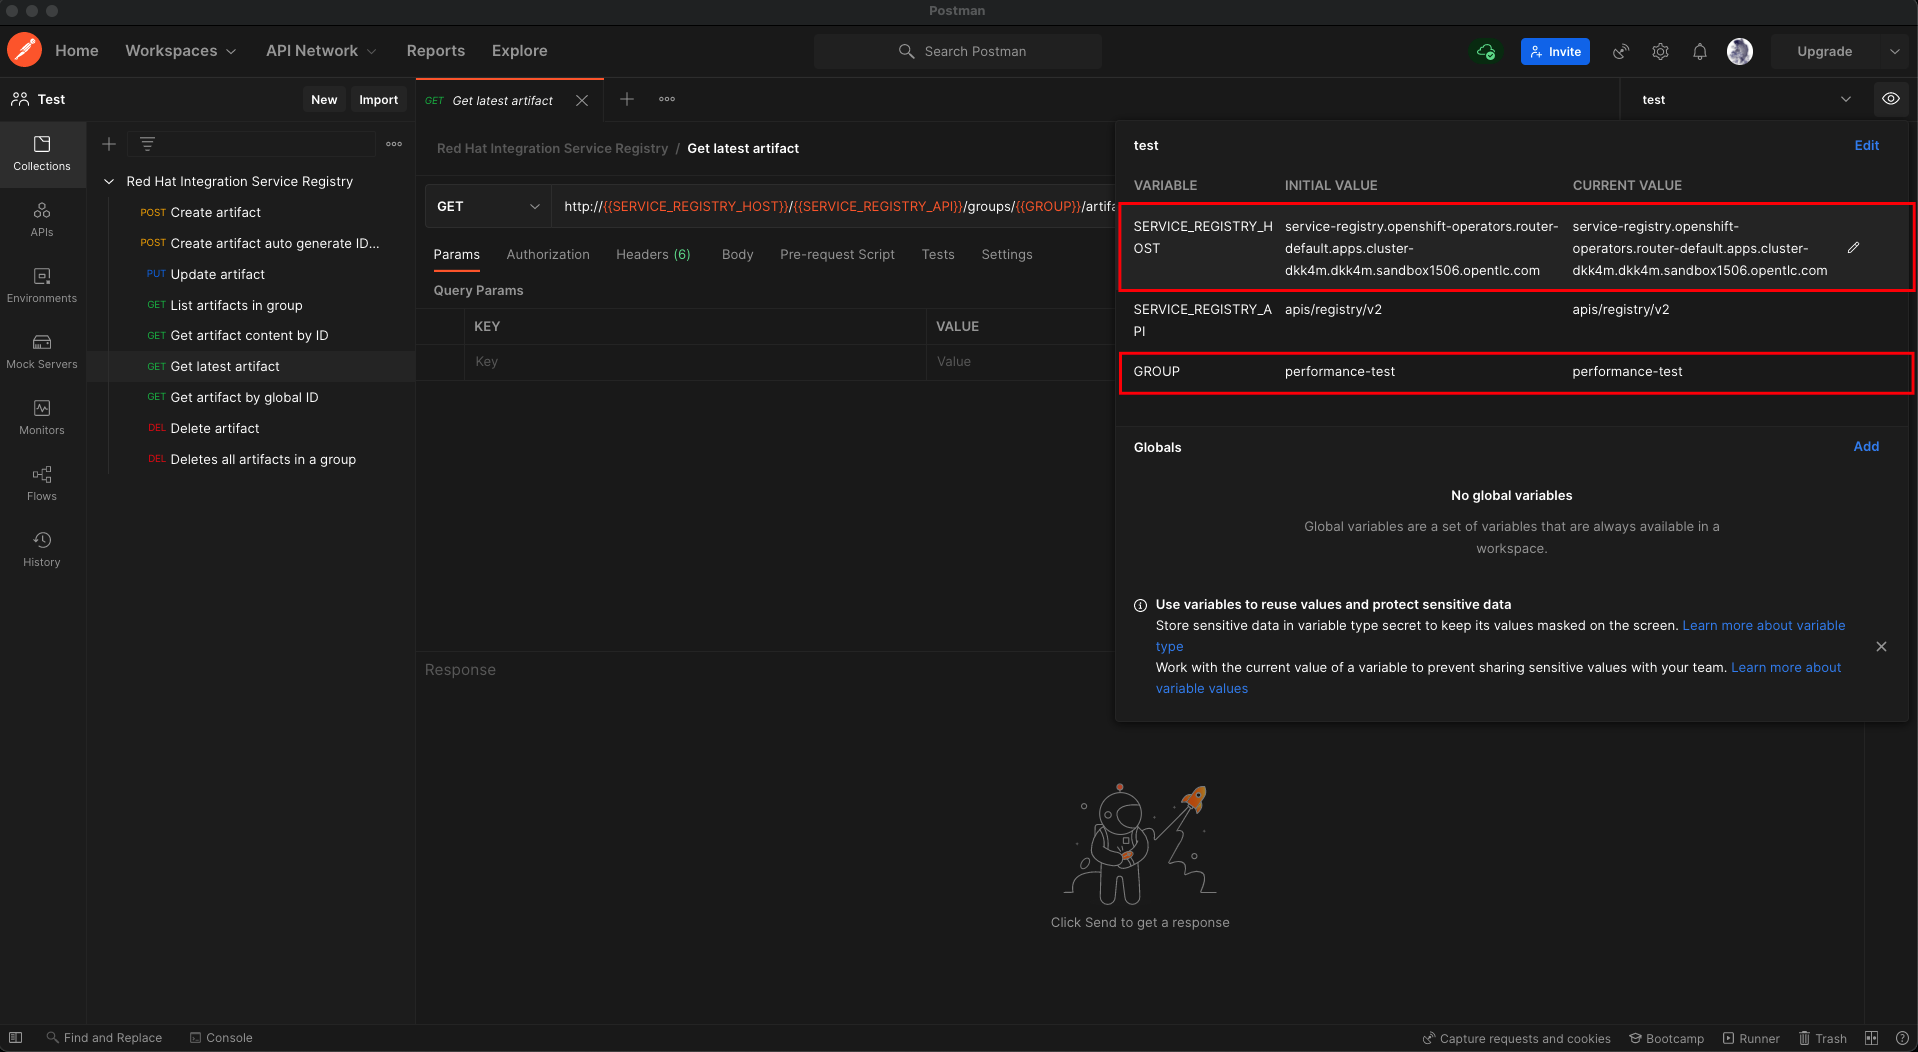 Postman
Home Workspaces API Network Reports Explore Search Postman Invite Upgrade
Test New Import
GET Get latest artifact
test
Collections
APIs
Environments
Mock Servers
Monitors
Flows
History
Red Hat Integration Service Registry
POST Create artifact
POST Create artifact auto generate ID...
PUT Update artifact
GET List artifacts in group
GET Get artifact content by ID
GET Get latest artifact
GET Get artifact by global ID
DEL Delete artifact
DEL Deletes all artifacts in a group
Red Hat Integration Service Registry / Get latest artifact
GET http://{{SERVICE_REGISTRY_HOST}}/{{SERVICE_REGISTRY_API}}/groups/{{GROUP}}/artifa
Params Authorization Headers (6) Body Pre-request Script Tests Settings
Query Params
KEY VALUE
Key Value
Response
Click Send to get a response
test Edit
VARIABLE INITIAL VALUE CURRENT VALUE
SERVICE_REGISTRY_H service-registry.openshift-operators.router- service-registry.openshift-
OST default.apps.cluster- operators.router-default.apps.cluster-
dkk4m.dkk4m.sandbox1506.opentlc.com dkk4m.dkk4m.sandbox1506.opentlc.com
SERVICE_REGISTRY_A apis/registry/v2 apis/registry/v2
PI
GROUP performance-test performance-test
Globals Add
No global variables
Global variables are a set of variables that are always available in a
workspace.
Use variables to reuse values and protect sensitive data
Store sensitive data in variable type secret to keep its values masked on the screen. Learn more about variable
type
Work with the current value of a variable to prevent sharing sensitive values with your team. Learn more about
variable values
Find and Replace Console Capture requests and cookies Bootcamp Runner Trash